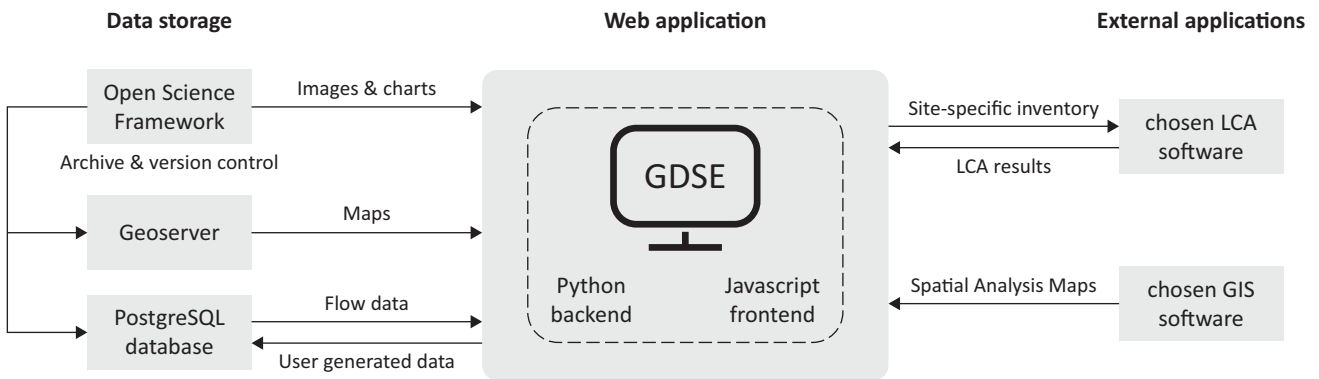 Data storage
Web application
External applications
Open Science
Framework
Images & charts
Archive & version control
Geoserver
Maps
PostgreSQL
database
Flow data
User generated data
GDSE
Python
backend
Javascript
frontend
Site-specific inventory
LCA results
chosen LCA
software
Spatial Analysis Maps
chosen GIS
software